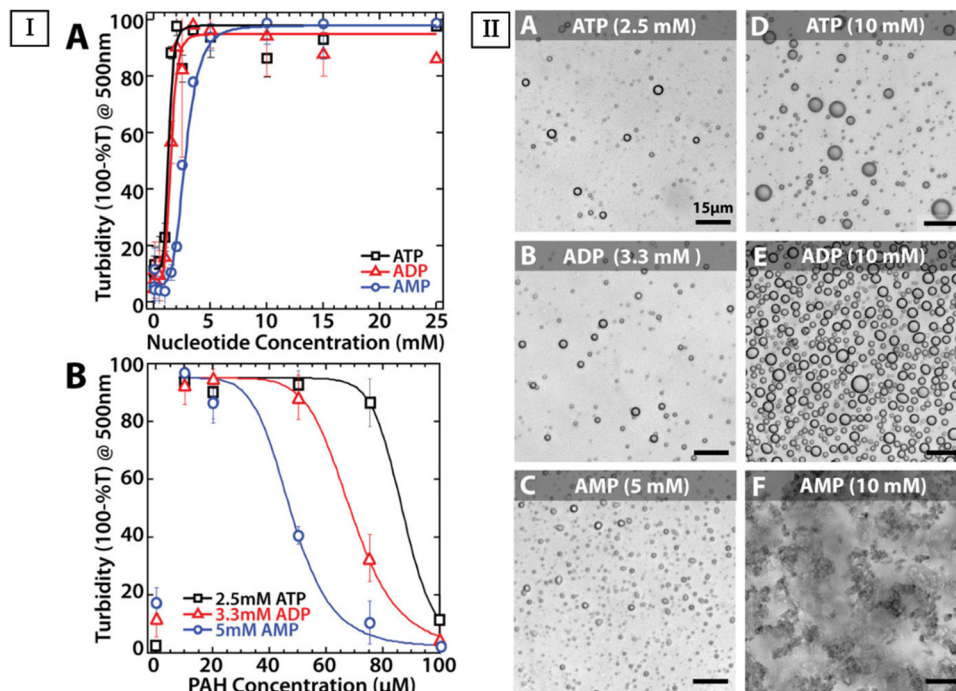 I
A
Turbidity (100-%T) @ 500nm
100
80
60
40
20
0
ATP
ADP
AMP
0 5 10 15 20 25
Nucleotide Concentration (mM)
B
Turbidity (100-%T) @ 500nm
100
80
60
40
20
0
2.5mM ATP
3.3mM ADP
5mM AMP
0 20 40 60 80 100
PAH Concentration (µM)
II
A ATP (2.5 mM)
15µm
D ATP (10 mM)
B ADP (3.3 mM )
E ADP (10 mM)
C AMP (5 mM)
F AMP (10 mM)